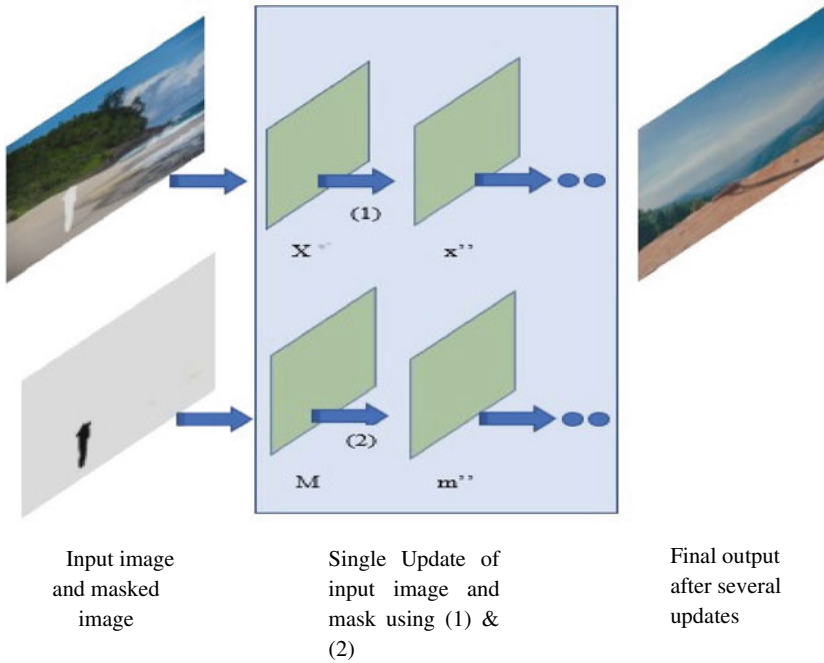 (1)
X x’’
(2)
M m’’
Input image
and masked
image
Single Update of
input image and
mask using (1) &
(2)
Final output
after several
updates